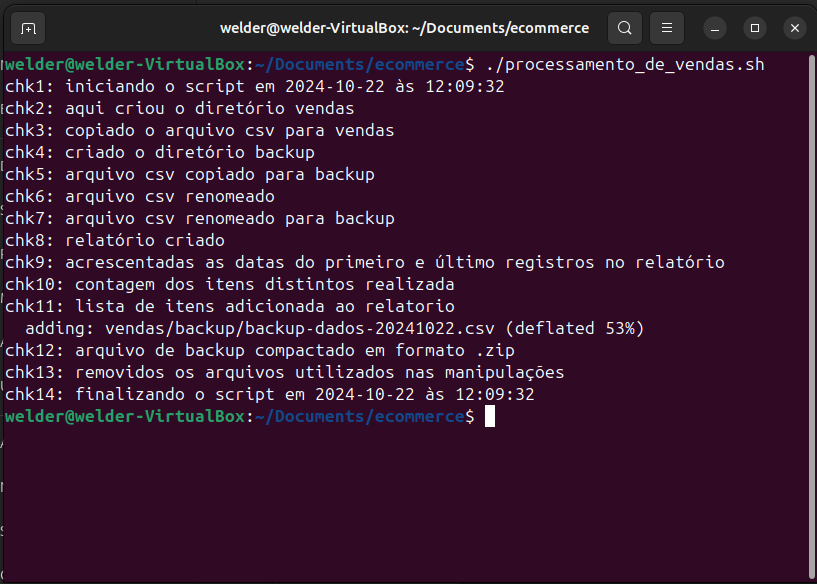 welder@welder-VirtualBox: ~/Documents/ecommerce
welder@welder-VirtualBox:~/Documents/ecommerce$ ./processamento_de_vendas.sh
chk1: iniciando o script em 2024-10-22 às 12:09:32
chk2: aqui criou o diretório vendas
chk3: copiado o arquivo csv para vendas
chk4: criado o diretório backup
chk5: arquivo csv copiado para backup
chk6: arquivo csv renomeado
chk7: arquivo csv renomeado para backup
chk8: relatório criado
chk9: acrescentadas as datas do primeiro e último registros no relatório
chk10: contagem dos itens distintos realizada
chk11: lista de itens adicionada ao relatorio
  adding: vendas/backup/backup-dados-20241022.csv (deflated 53%)
chk12: arquivo de backup compactado em formato .zip
chk13: removidos os arquivos utilizados nas manipulações
chk14: finalizando o script em 2024-10-22 às 12:09:32
welder@welder-VirtualBox:~/Documents/ecommerce$